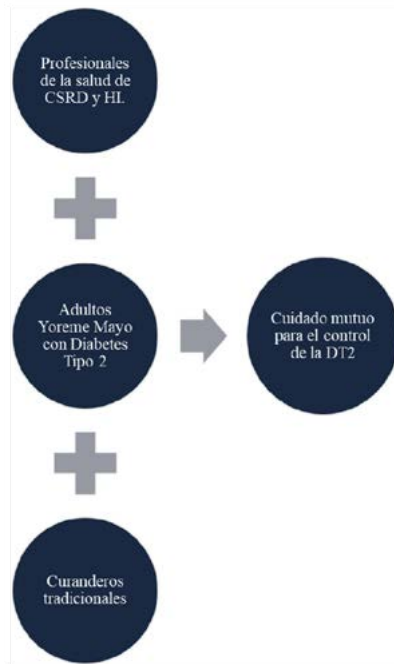 Profesionales
de la salud de
CSRD y HI.
Adultos
Yoreme Mayo
con Diabetes
Tipo 2
Cuidado mutuo
para el control
de la DT2
Curanderos
tradicionales